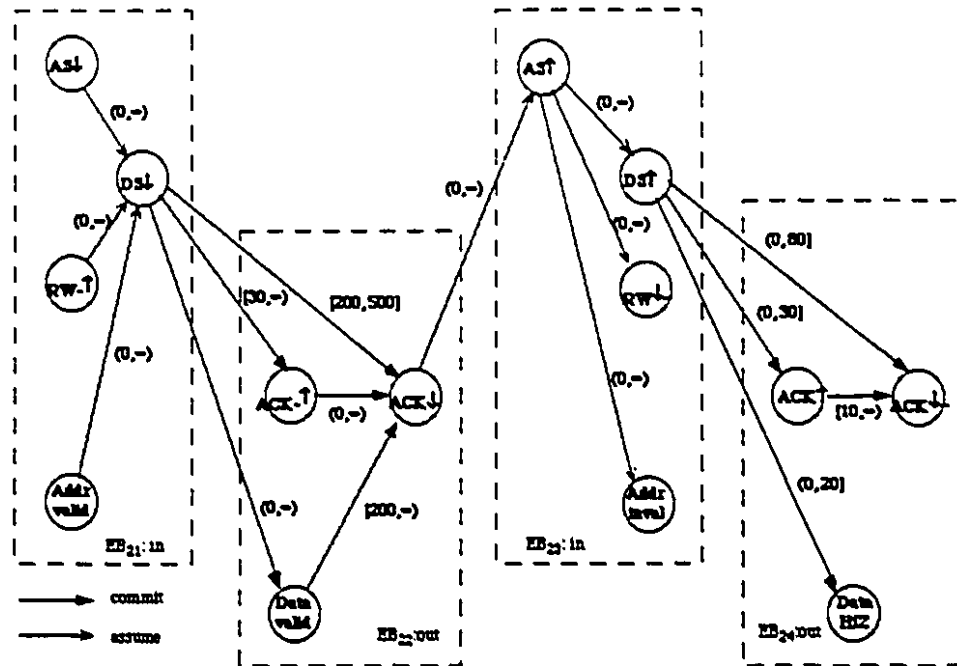 AS↓
(0,∞)
DS↓
(0,∞)
RW-↑
(0,∞)
Addr
valid
EB21:in
[30,∞)
[200,500]
ACK-↑
(0,∞)
ACK↓-
(0,∞)
[200,∞)
Data
valid
EB22:out
(0,∞)
AS↑
(0,∞)
DS↑
(0,∞)
RW↓-
(0,∞)
Addr
inval
EB23:in
(0,80]
(0,30]
ACK↑
[10,∞)
ACK↓-
(0,20]
Data
HIZ
EB24:out
commit
assume